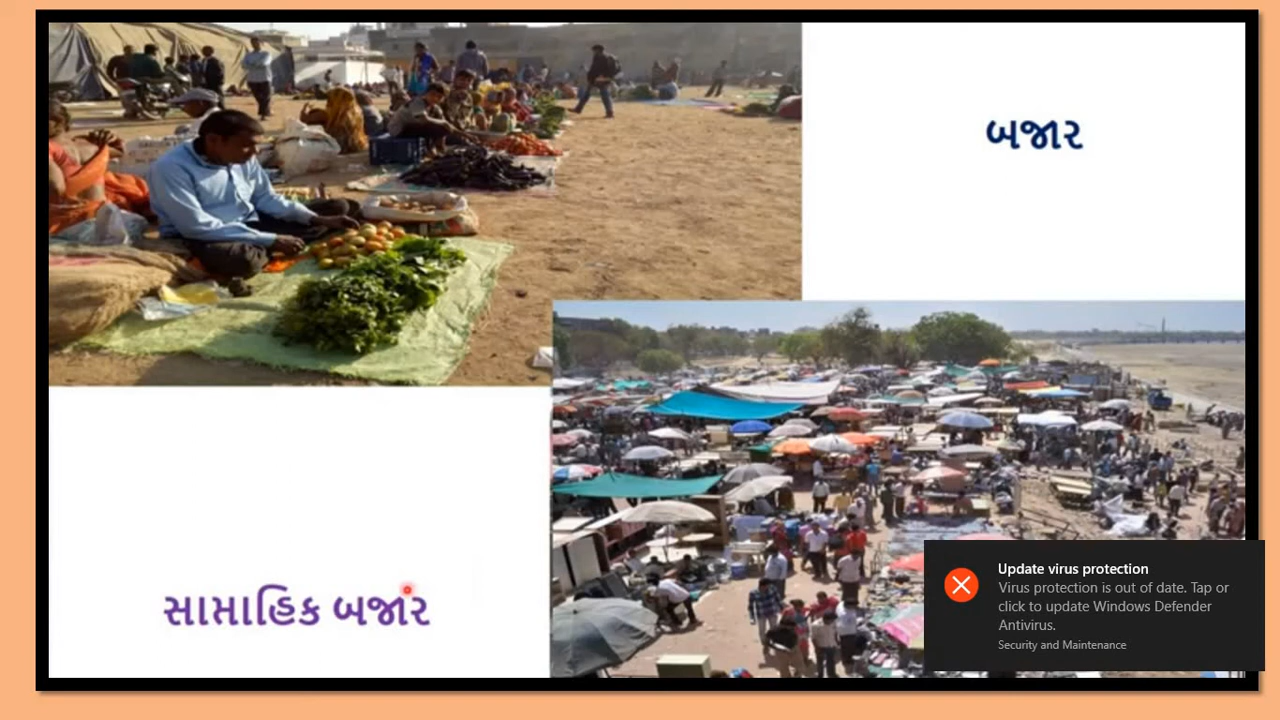 બજાર
સાપ્તાહિક બજાર
Update virus protection
Virus protection is out of date. Tap or
click to update Windows Defender
Antivirus.
Security and Maintenance